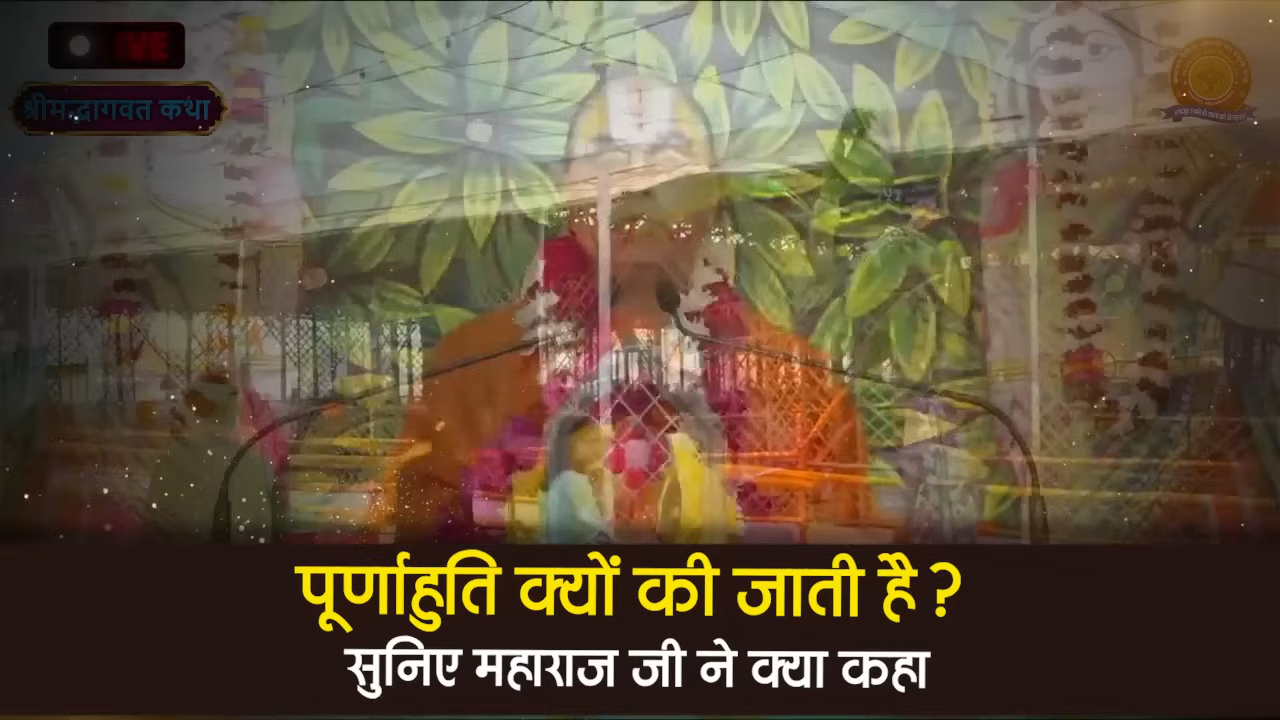 LIVE
श्रीमद्भागवत कथा
पूर्णाहुति क्यों की जाती है?
सुनिए महाराज जी ने क्या कहा